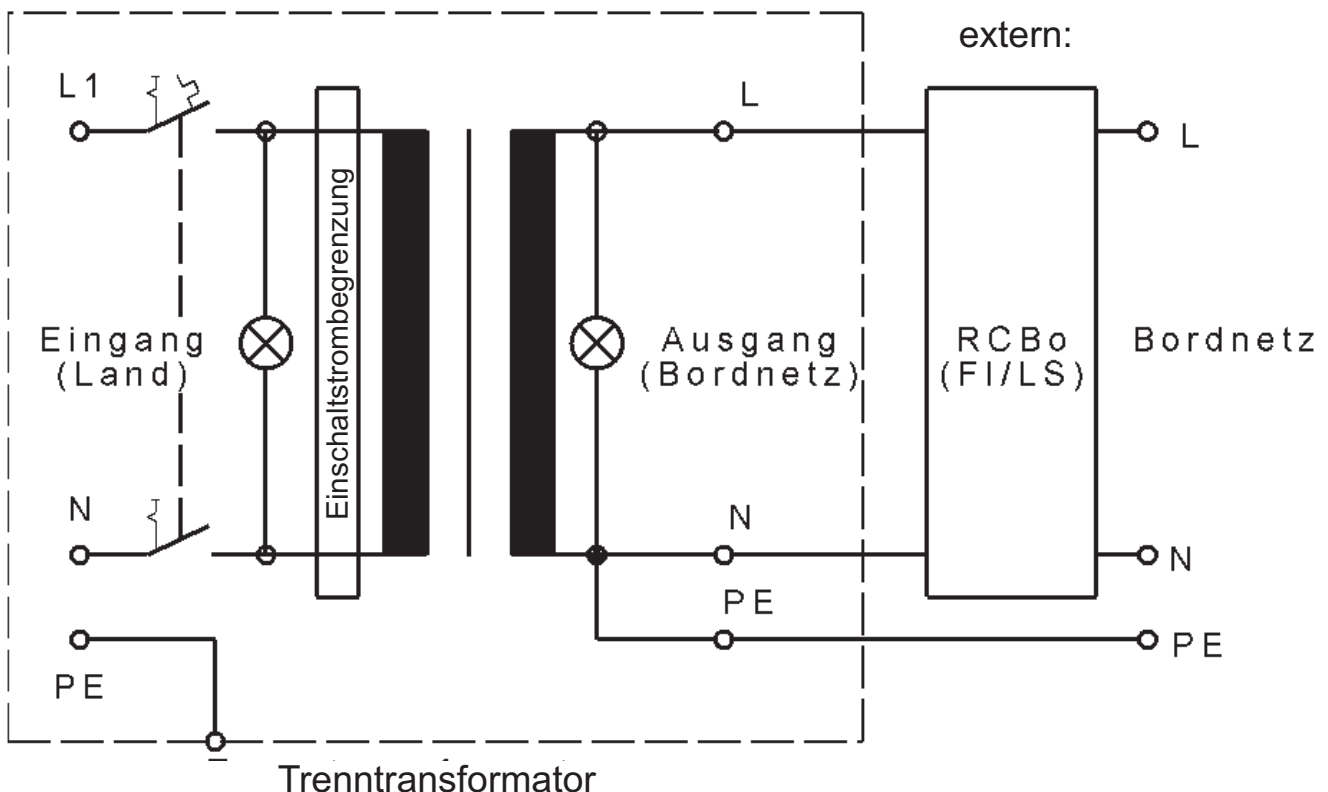 extern:
L1
L
L
Einschaltstrombegrenzung
Eingang
(Land)
Ausgang
(Bordnetz)
RCBo
(FI/LS)
Bordnetz
N
N
N
PE
PE
PE
Trenntransformator